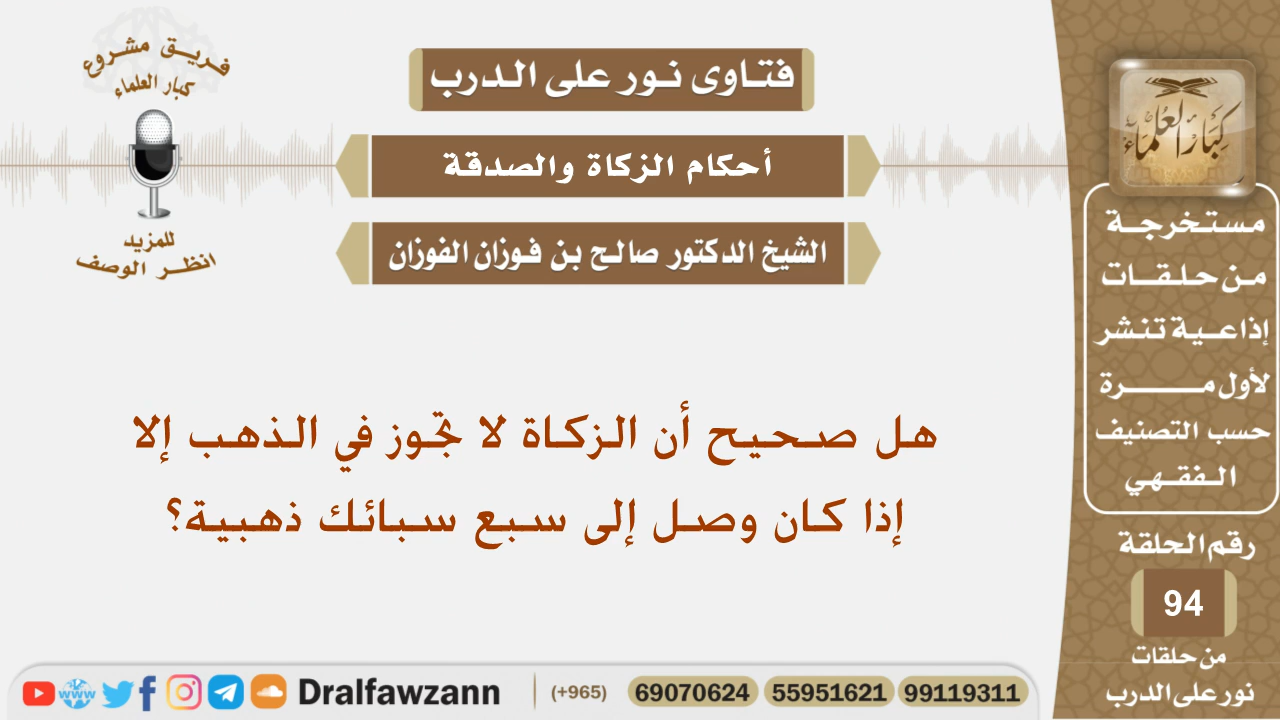 فريق مشروع
كبار العلماء
للمزيد
انظر الوصف
فتاوى نور على الدرب
أحكام الزكاة والصدقة
الشيخ الدكتور صالح بن فوزان الفوزان
هل صحيح أن الزكاة لا تجوز في الذهب إلا
إذا كان وصل إلى سبع سبائك ذهبية؟
كبار العلماء
مستخرجة
من حلقات
إذاعية تنشر
لأول مرة
حسب التصنيف
الفقهي
رقم الحلقة
94
من حلقات
نور على الدرب
www
Dralfawzann
(+965) 69070624 55951621 99119311